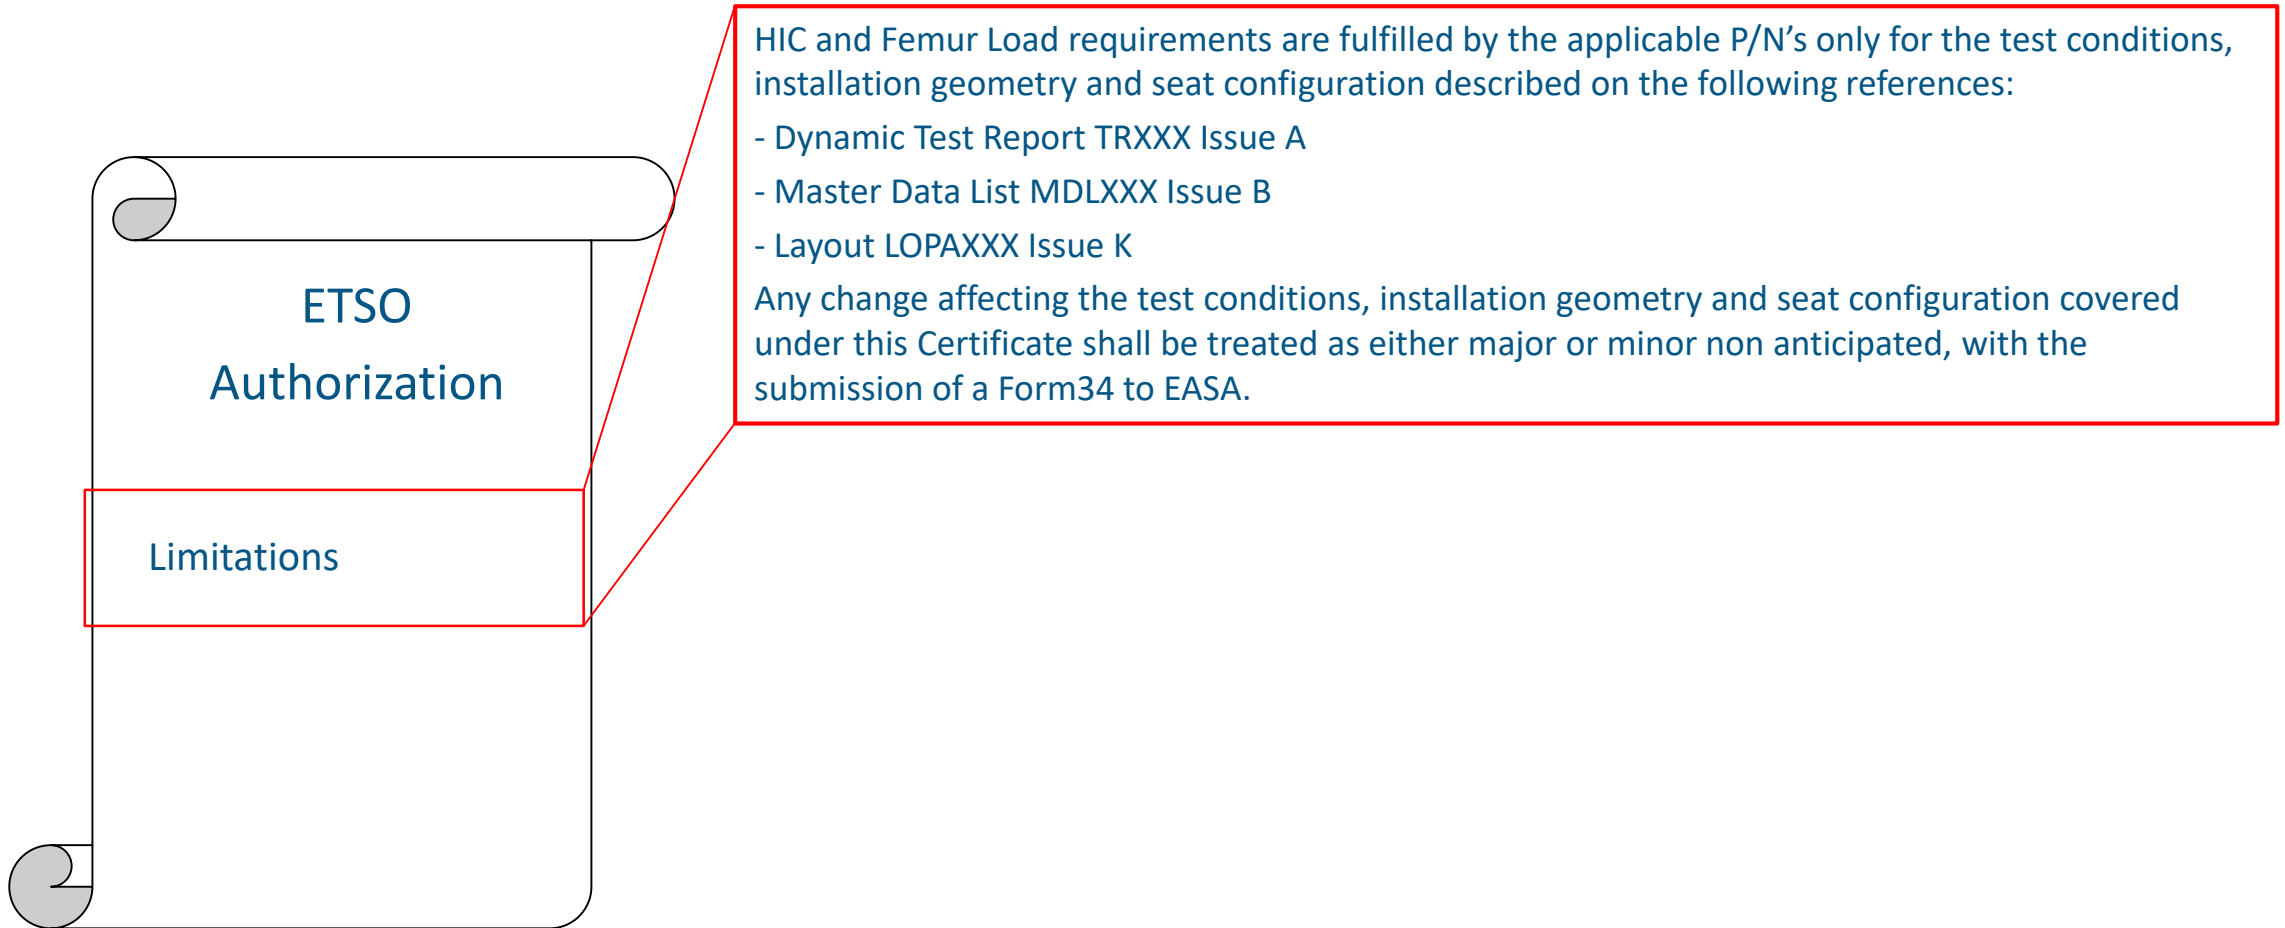 HIC and Femur Load requirements are fulfilled by the applicable P/N’s only for the test conditions,
installation geometry and seat configuration described on the following references:
- Dynamic Test Report TRXXX Issue A
- Master Data List MDLXXX Issue B
- Layout LOPAXXX Issue K
Any change affecting the test conditions, installation geometry and seat configuration covered
under this Certificate shall be treated as either major or minor non anticipated, with the
submission of a Form34 to EASA.
ETSO
Authorization
Limitations